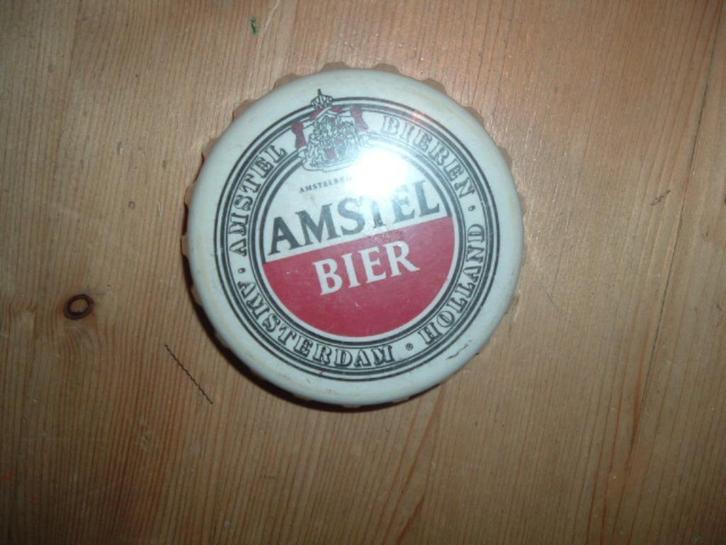 AMSTEL BIEREN · HOLLAND · AMSTERDAM ·
AMSTEL
BIER